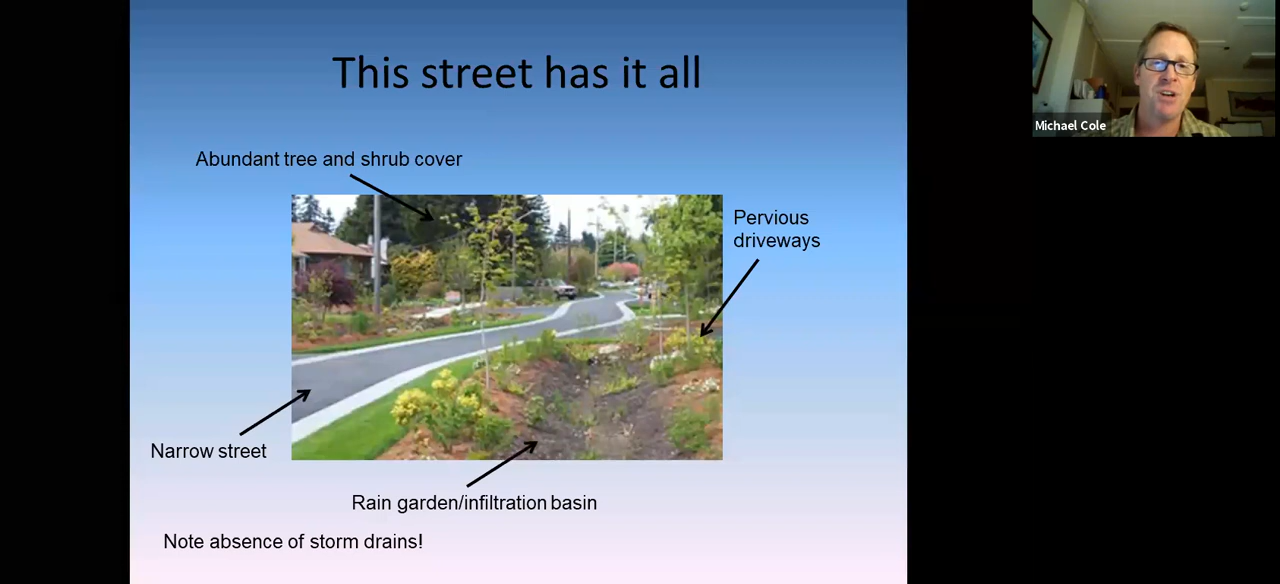 This street has it all
Abundant tree and shrub cover
Pervious
driveways
Narrow street
Rain garden/infiltration basin
Note absence of storm drains!
Michael Cole